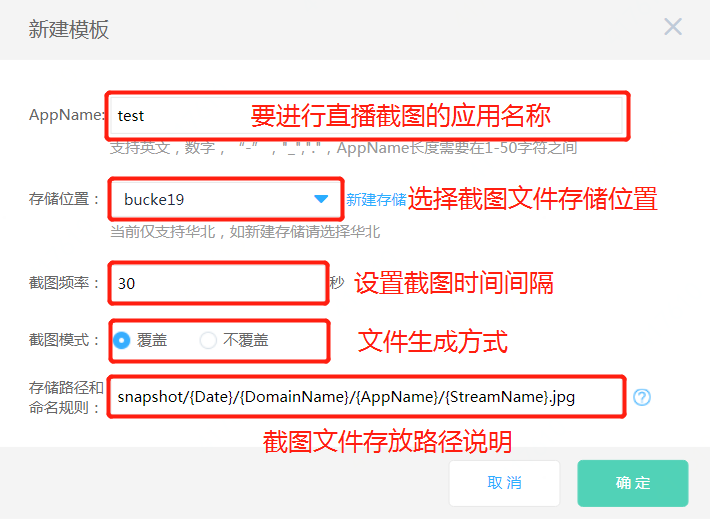 新建模板
AppName: test 要进行直播截图的应用名称
支持英文，数字， “-” ，"_","."，AppName长度需要在1-50字符之间
存储位置： bucke19 新建存储 选择截图文件存储位置
当前仅支持华北，如新建存储请选择华北
截图频率： 30 秒 设置截图时间间隔
截图模式： 覆盖 不覆盖 文件生成方式
存储路径和
命名规则： snapshot/{Date}/{DomainName}/{AppName}/{StreamName}.jpg ?
截图文件存放路径说明
取 消 确 定